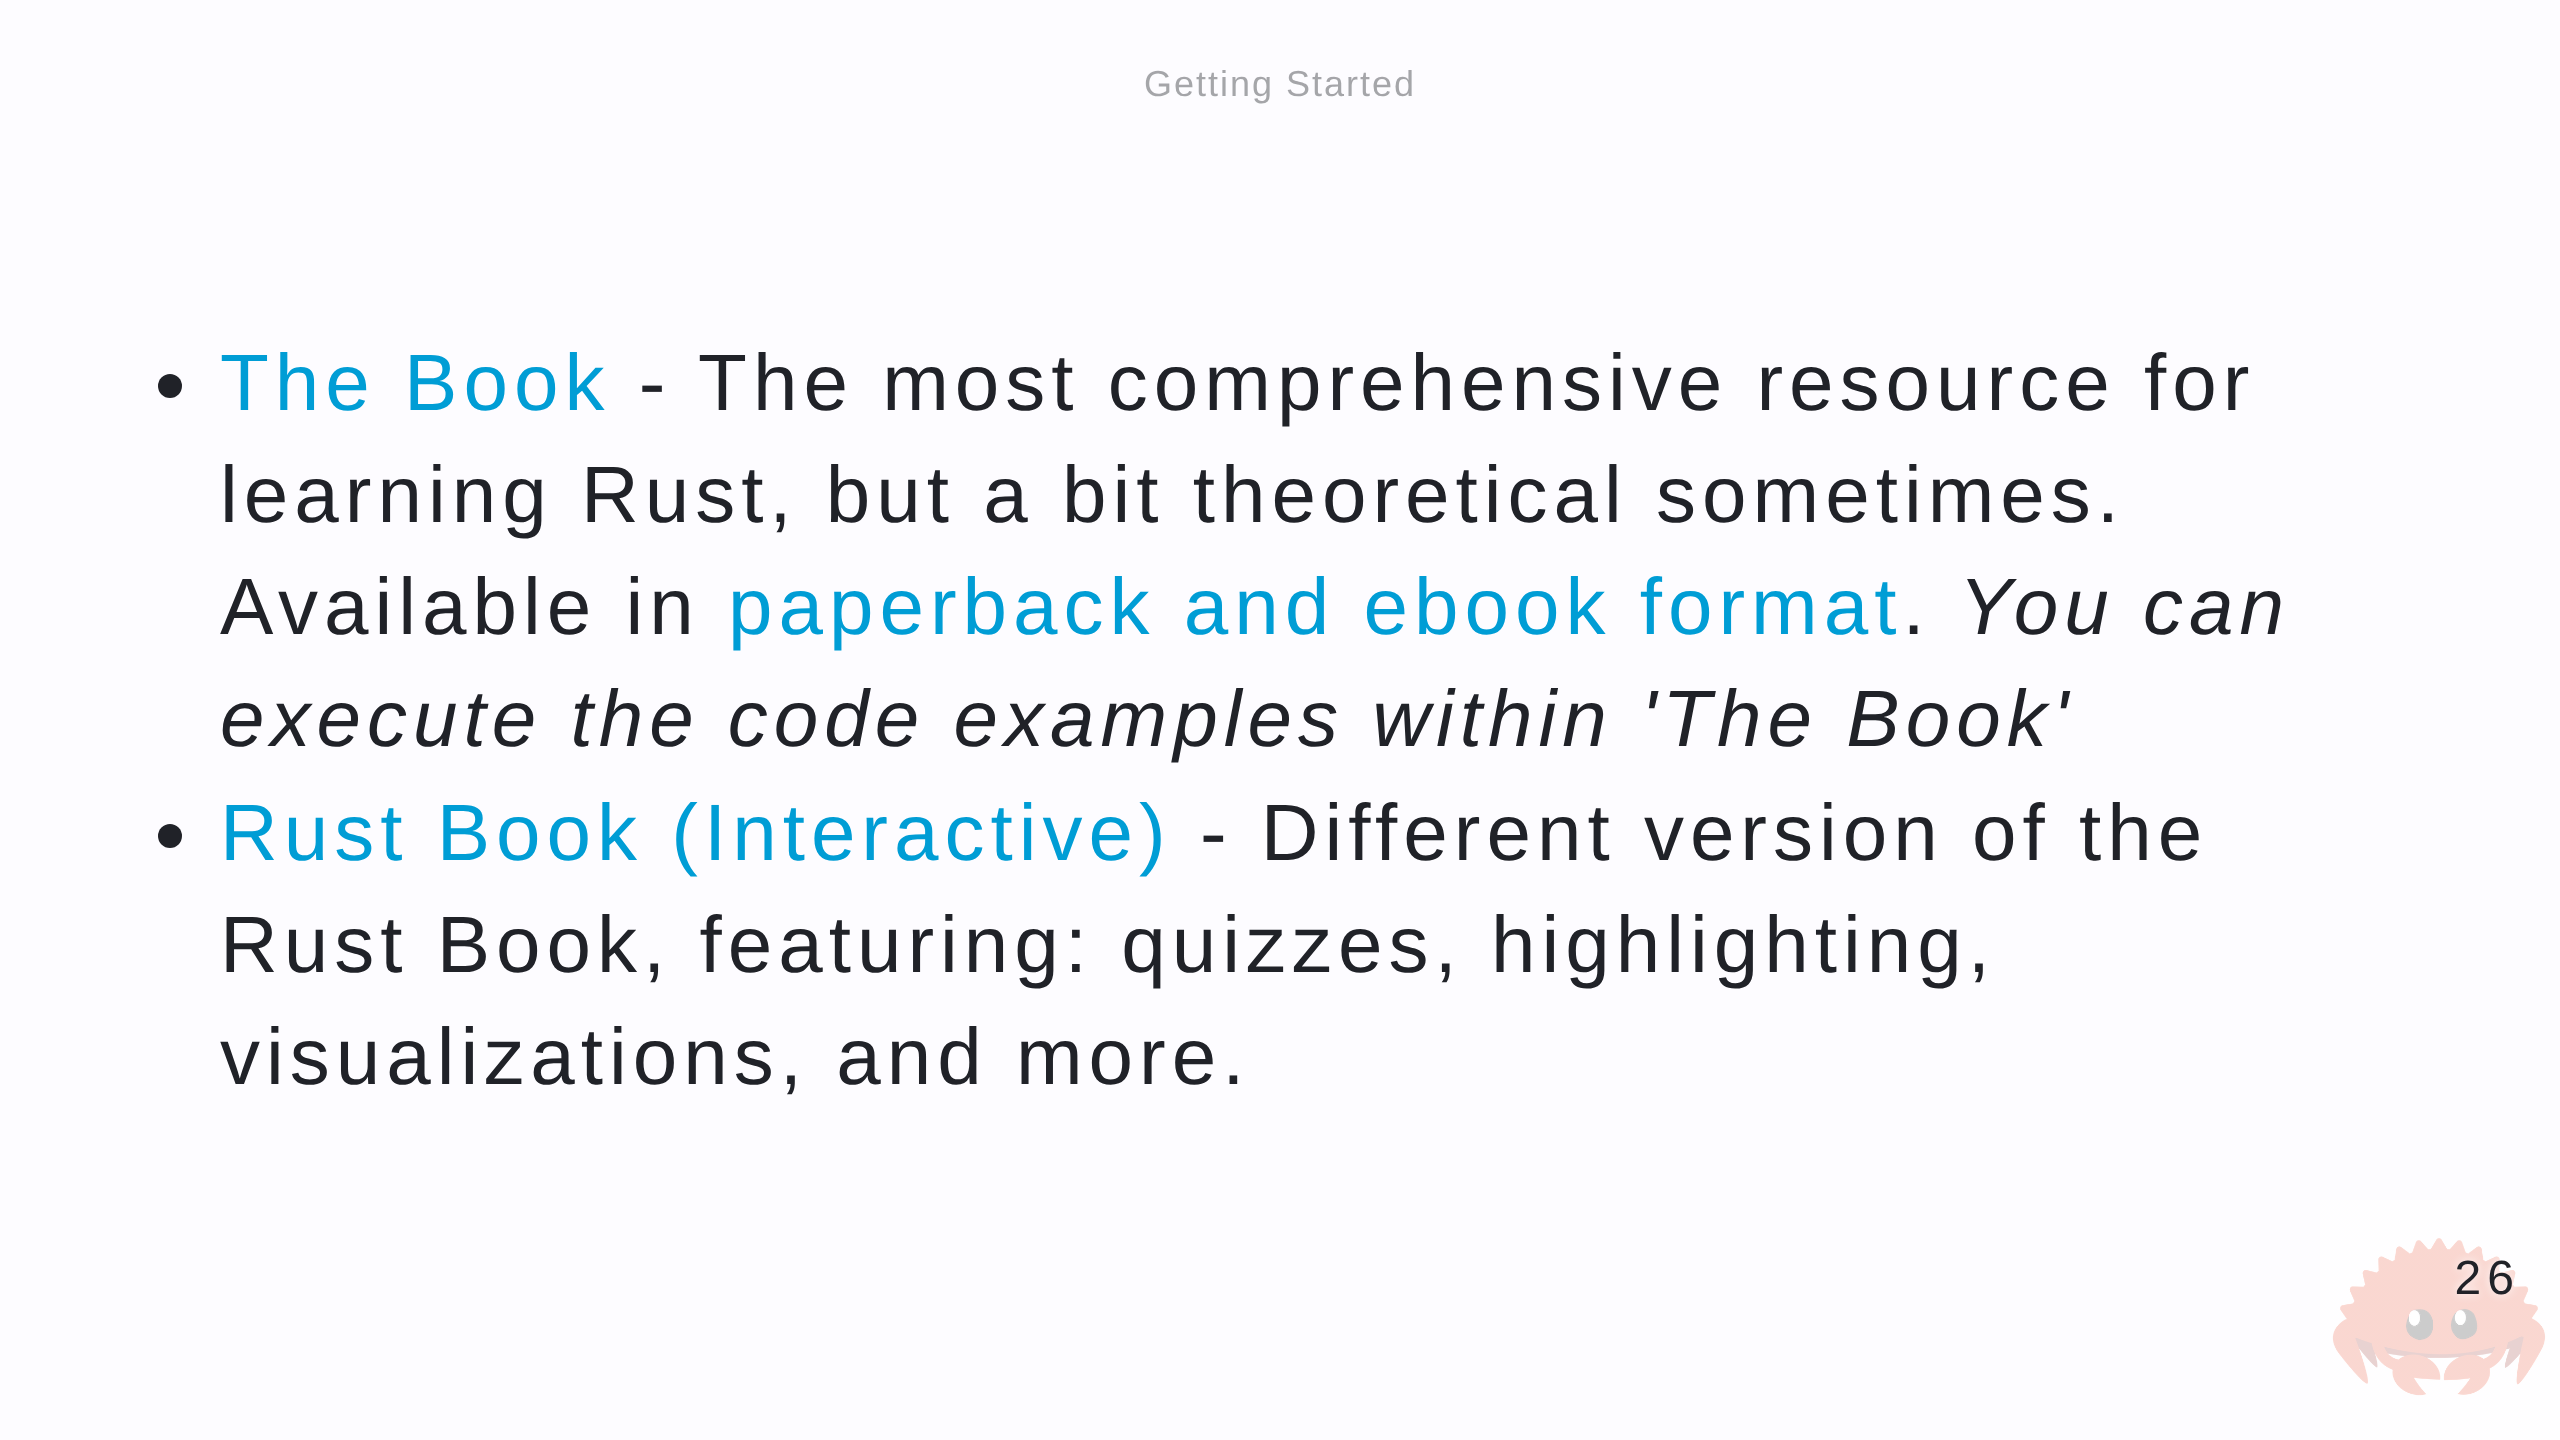 Getting Started
• The Book - The most comprehensive resource for
learning Rust, but a bit theoretical sometimes.
Available in paperback and ebook format. You can
execute the code examples within 'The Book'
• Rust Book (Interactive) - Different version of the
Rust Book, featuring: quizzes, highlighting,
visualizations, and more.
26